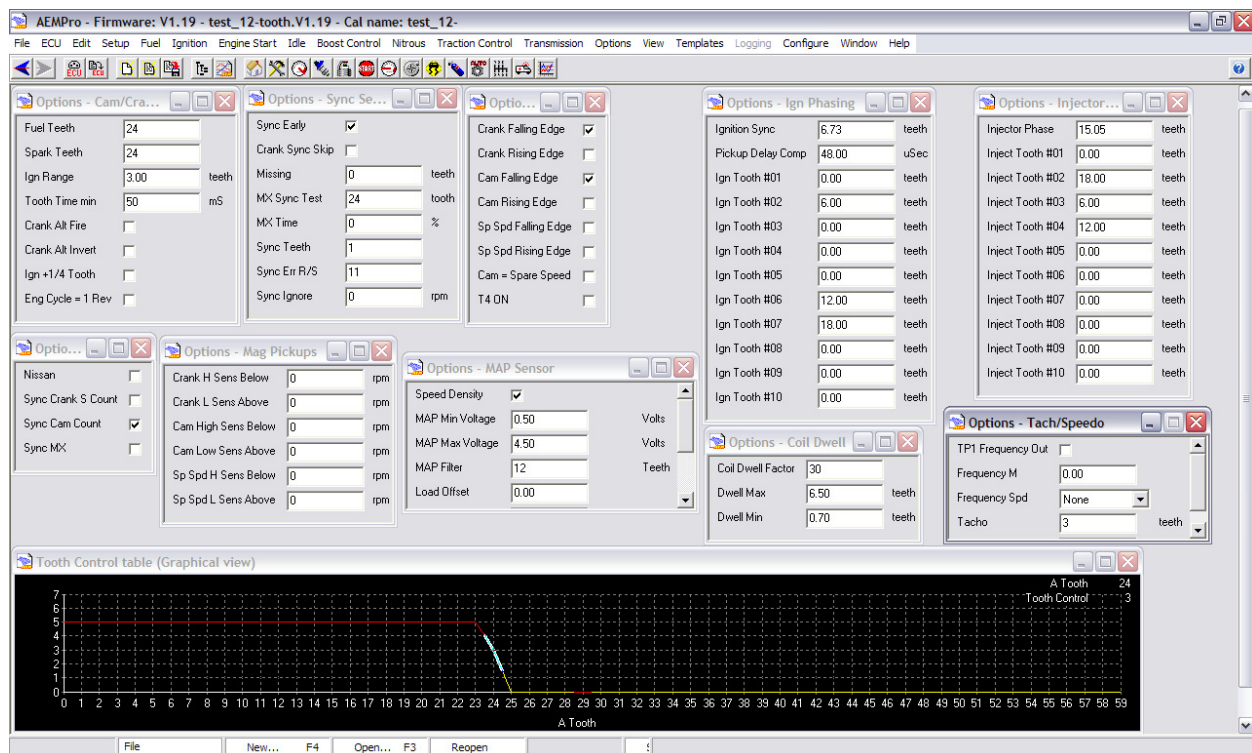 AEMPro - Firmware: V1.19 - test_12-tooth.V1.19 - Cal name: test_12-
File ECU Edit Setup Fuel Ignition Engine Start Idle Boost Control Nitrous Traction Control Transmission Options View Templates Logging Configure Window Help
Options - Cam/Cra...
Fuel Teeth 24
Spark Teeth 24
Ign Range 3.00 teeth
Tooth Time min 50 mS
Crank Alt Fire
Crank Alt Invert
Ign +1/4 Tooth
Eng Cycle = 1 Rev
Options - Sync Se...
Sync Early
Crank Sync Skip
Missing 0 teeth
MX Sync Test 24 tooth
MX Time 0 %
Sync Teeth 1
Sync Err R/S 11
Sync Ignore 0 rpm
Optio...
Crank Falling Edge
Crank Rising Edge
Cam Falling Edge
Cam Rising Edge
Sp Spd Falling Edge
Sp Spd Rising Edge
Cam = Spare Speed
T4 ON
Options - Ign Phasing
Ignition Sync 6.73 teeth
Pickup Delay Comp 48.00 uSec
Ign Tooth #01 0.00 teeth
Ign Tooth #02 6.00 teeth
Ign Tooth #03 0.00 teeth
Ign Tooth #04 0.00 teeth
Ign Tooth #05 0.00 teeth
Ign Tooth #06 12.00 teeth
Ign Tooth #07 18.00 teeth
Ign Tooth #08 0.00 teeth
Ign Tooth #09 0.00 teeth
Ign Tooth #10 0.00 teeth
Options - Injector...
Injector Phase 15.05 teeth
Inject Tooth #01 0.00 teeth
Inject Tooth #02 18.00 teeth
Inject Tooth #03 6.00 teeth
Inject Tooth #04 12.00 teeth
Inject Tooth #05 0.00 teeth
Inject Tooth #06 0.00 teeth
Inject Tooth #07 0.00 teeth
Inject Tooth #08 0.00 teeth
Inject Tooth #09 0.00 teeth
Inject Tooth #10 0.00 teeth
Optio...
Nissan
Sync Crank S Count
Sync Cam Count
Sync MX
Options - Mag Pickups
Crank H Sens Below 0 rpm
Crank L Sens Above 0 rpm
Cam High Sens Below 0 rpm
Cam Low Sens Above 0 rpm
Sp Spd H Sens Below 0 rpm
Sp Spd L Sens Above 0 rpm
Options - MAP Sensor
Speed Density
MAP Min Voltage 0.50 Volts
MAP Max Voltage 4.50 Volts
MAP Filter 12 Teeth
Load Offset 0.00
Options - Coil Dwell
Coil Dwell Factor 30
Dwell Max 6.50 teeth
Dwell Min 0.70 teeth
Options - Tach/Speedo
TP1 Frequency Out
Frequency M 0.00
Frequency Spd None
Tacho 3 teeth
Tooth Control table (Graphical view)
A Tooth 24
Tooth Control 3
7
6
5
4
3
2
1
0
0 1 2 3 4 5 6 7 8 9 10 11 12 13 14 15 16 17 18 19 20 21 22 23 24 25 26 27 28 29 30 31 32 33 34 35 36 37 38 39 40 41 42 43 44 45 46 47 48 49 50 51 52 53 54 55 56 57 58 59
A Tooth
File New... F4 Open... F3 Reopen